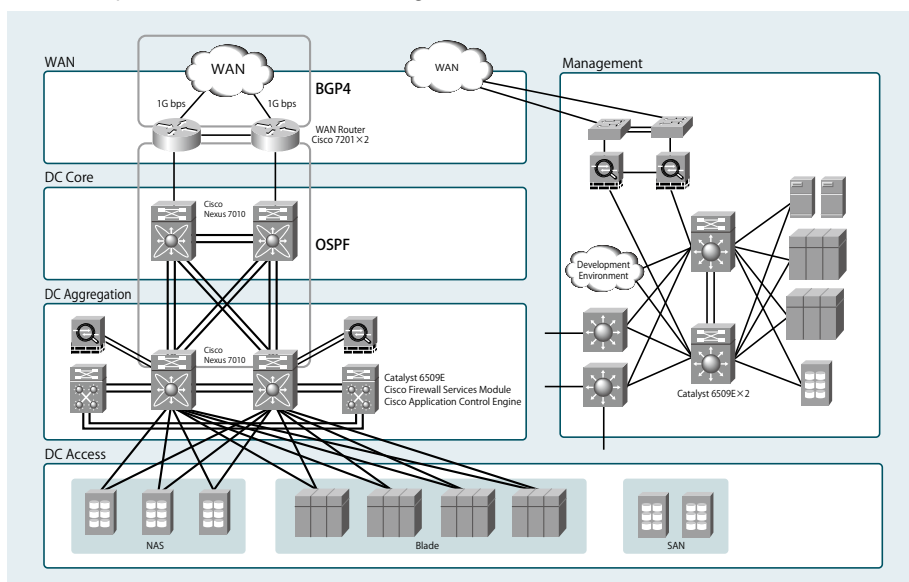 WAN
WAN
BGP4
1G bps
1G bps
WAN Router
Cisco 7201×2
WAN
Management
DC Core
Cisco
Nexus 7010
OSPF
Development
Environment
DC Aggregation
Cisco
Nexus 7010
Catalyst 6509E
Cisco Firewall Services Module
Cisco Application Control Engine
Catalyst 6509E×2
DC Access
NAS
Blade
SAN